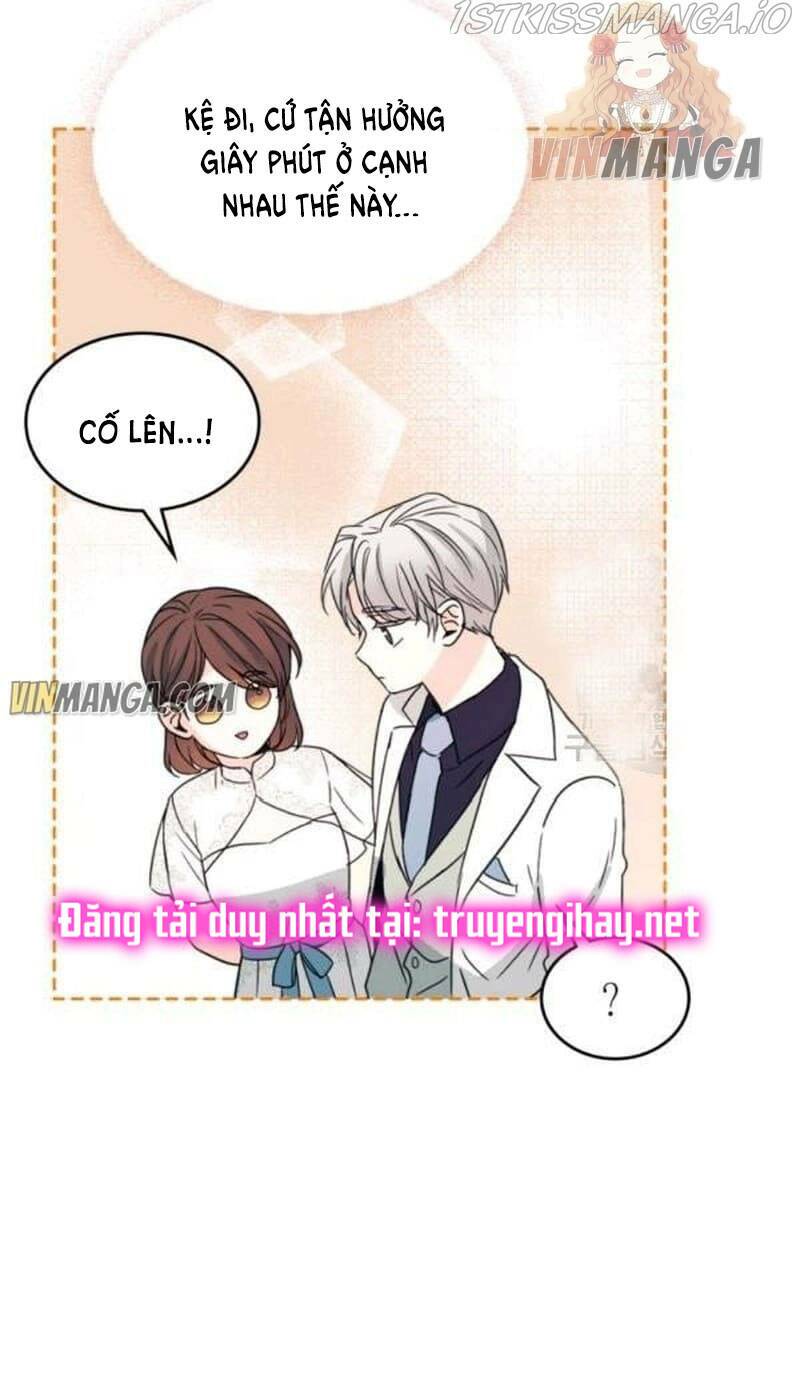 1STKISSMANGA.IO
KỆ ĐI, CỨ TẬN HƯỞNG
GIÂY PHÚT Ở CẠNH
NHAU THẾ NÀY...
VINMANGA
CỐ LÊN...!
VINMANGA.COM
Đăng tải duy nhất tại: truyengihay.net
?